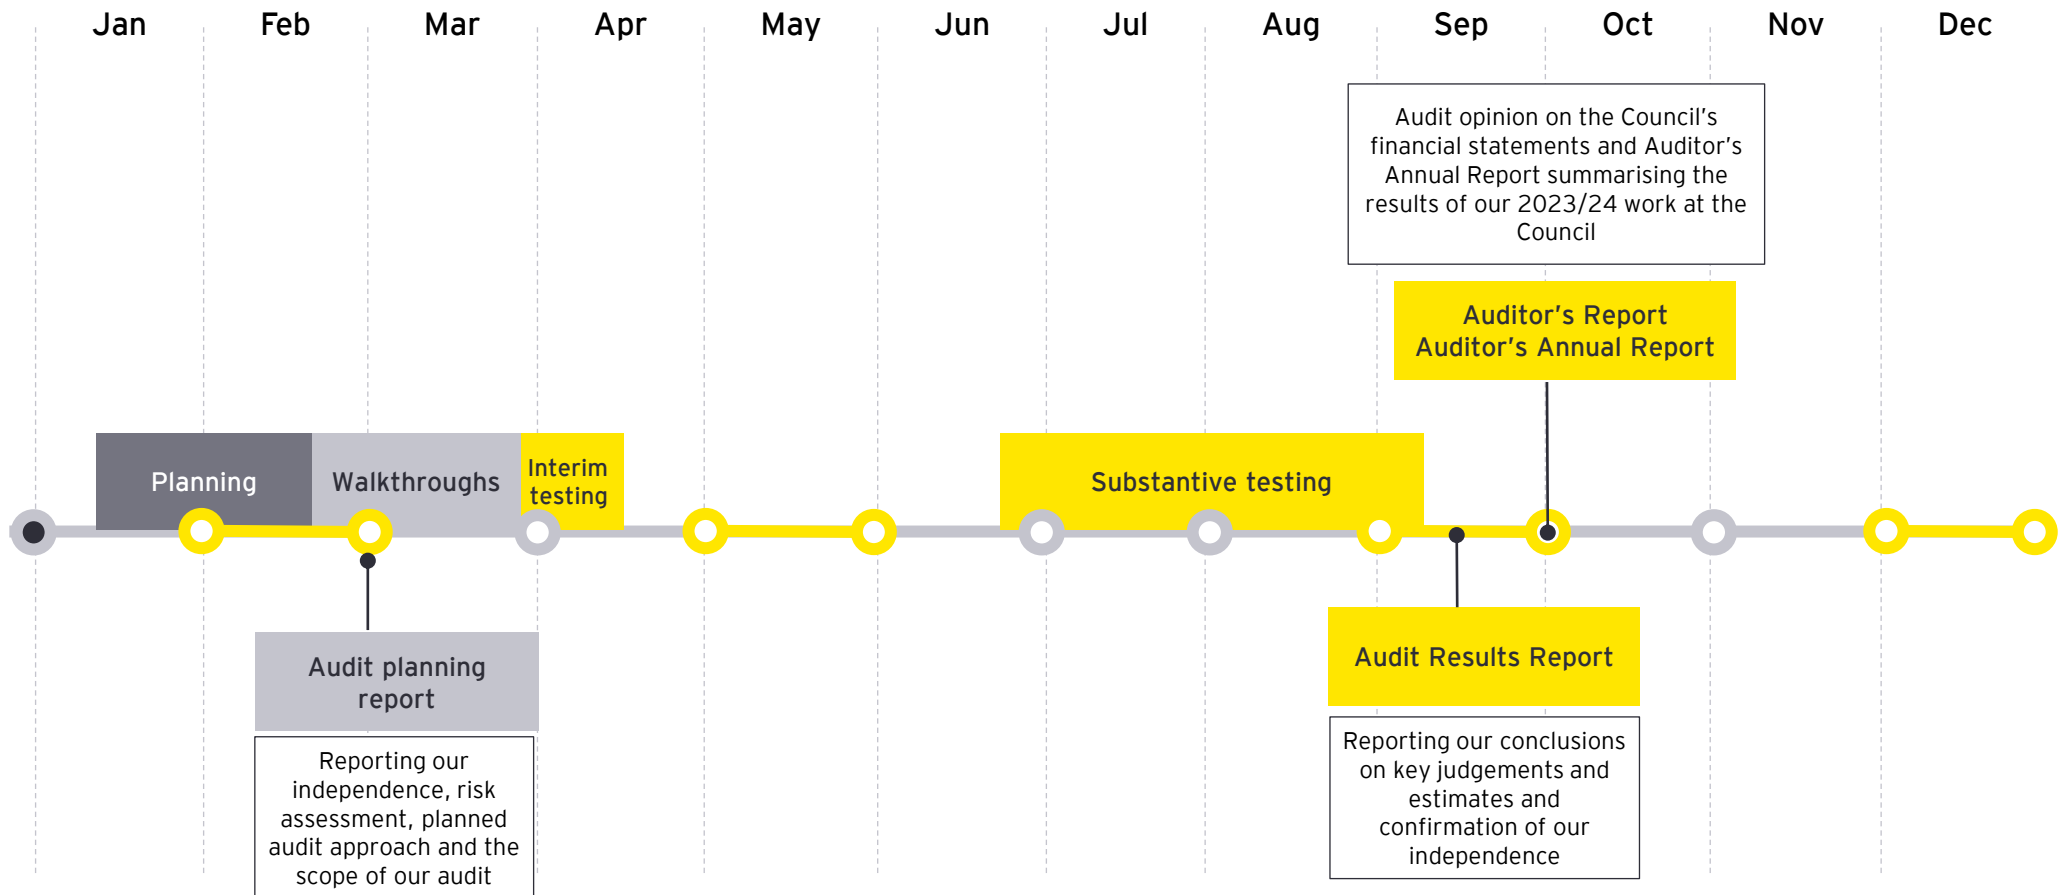 Jan Feb Mar Apr May Jun Jul Aug Sep Oct Nov Dec
Audit opinion on the Council's
financial statements and Auditor's
Annual Report summarising the
results of our 2023/24 work at the
Council
Auditor's Report
Auditor's Annual Report
Planning
Walkthroughs
Interim
testing
Substantive testing
Audit planning
report
Reporting our
independence, risk
assessment, planned
audit approach and the
scope of our audit
Audit Results Report
Reporting our conclusions
on key judgements and
estimates and
confirmation of our
independence